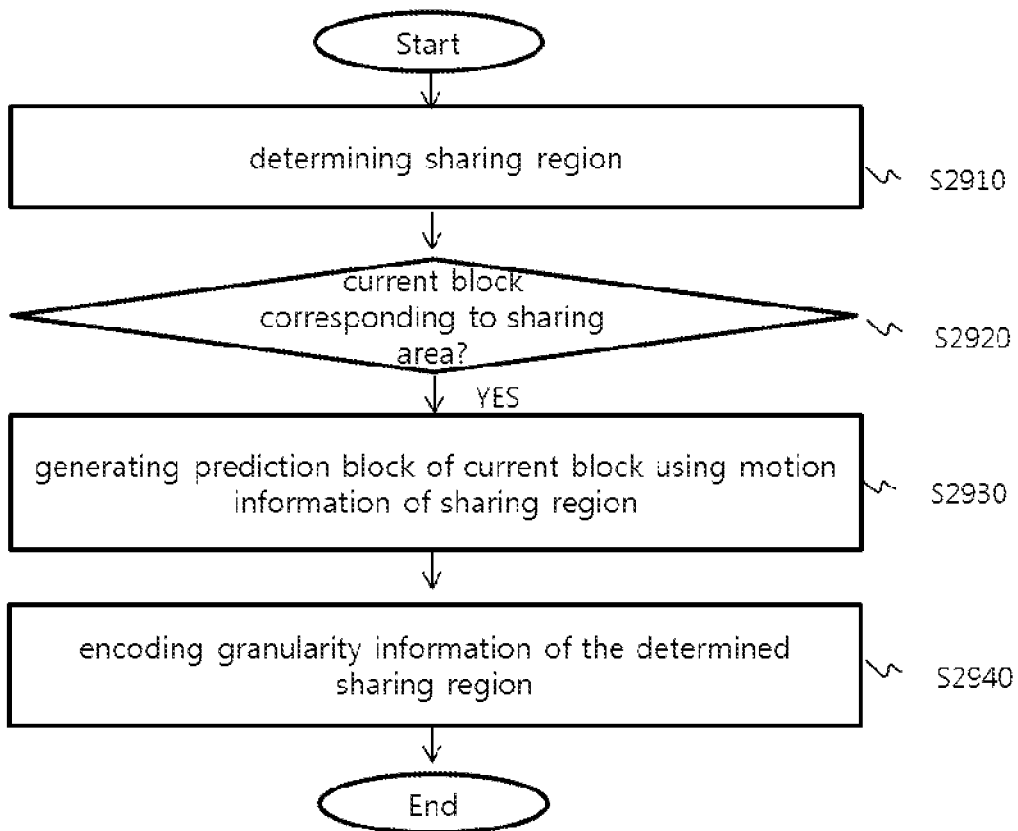 Start
determining sharing region
S2910
current block
corresponding to sharing
area?
S2920
YES
generating prediction block of current block using motion
information of sharing region
S2930
encoding granularity information of the determined
sharing region
S2940
End